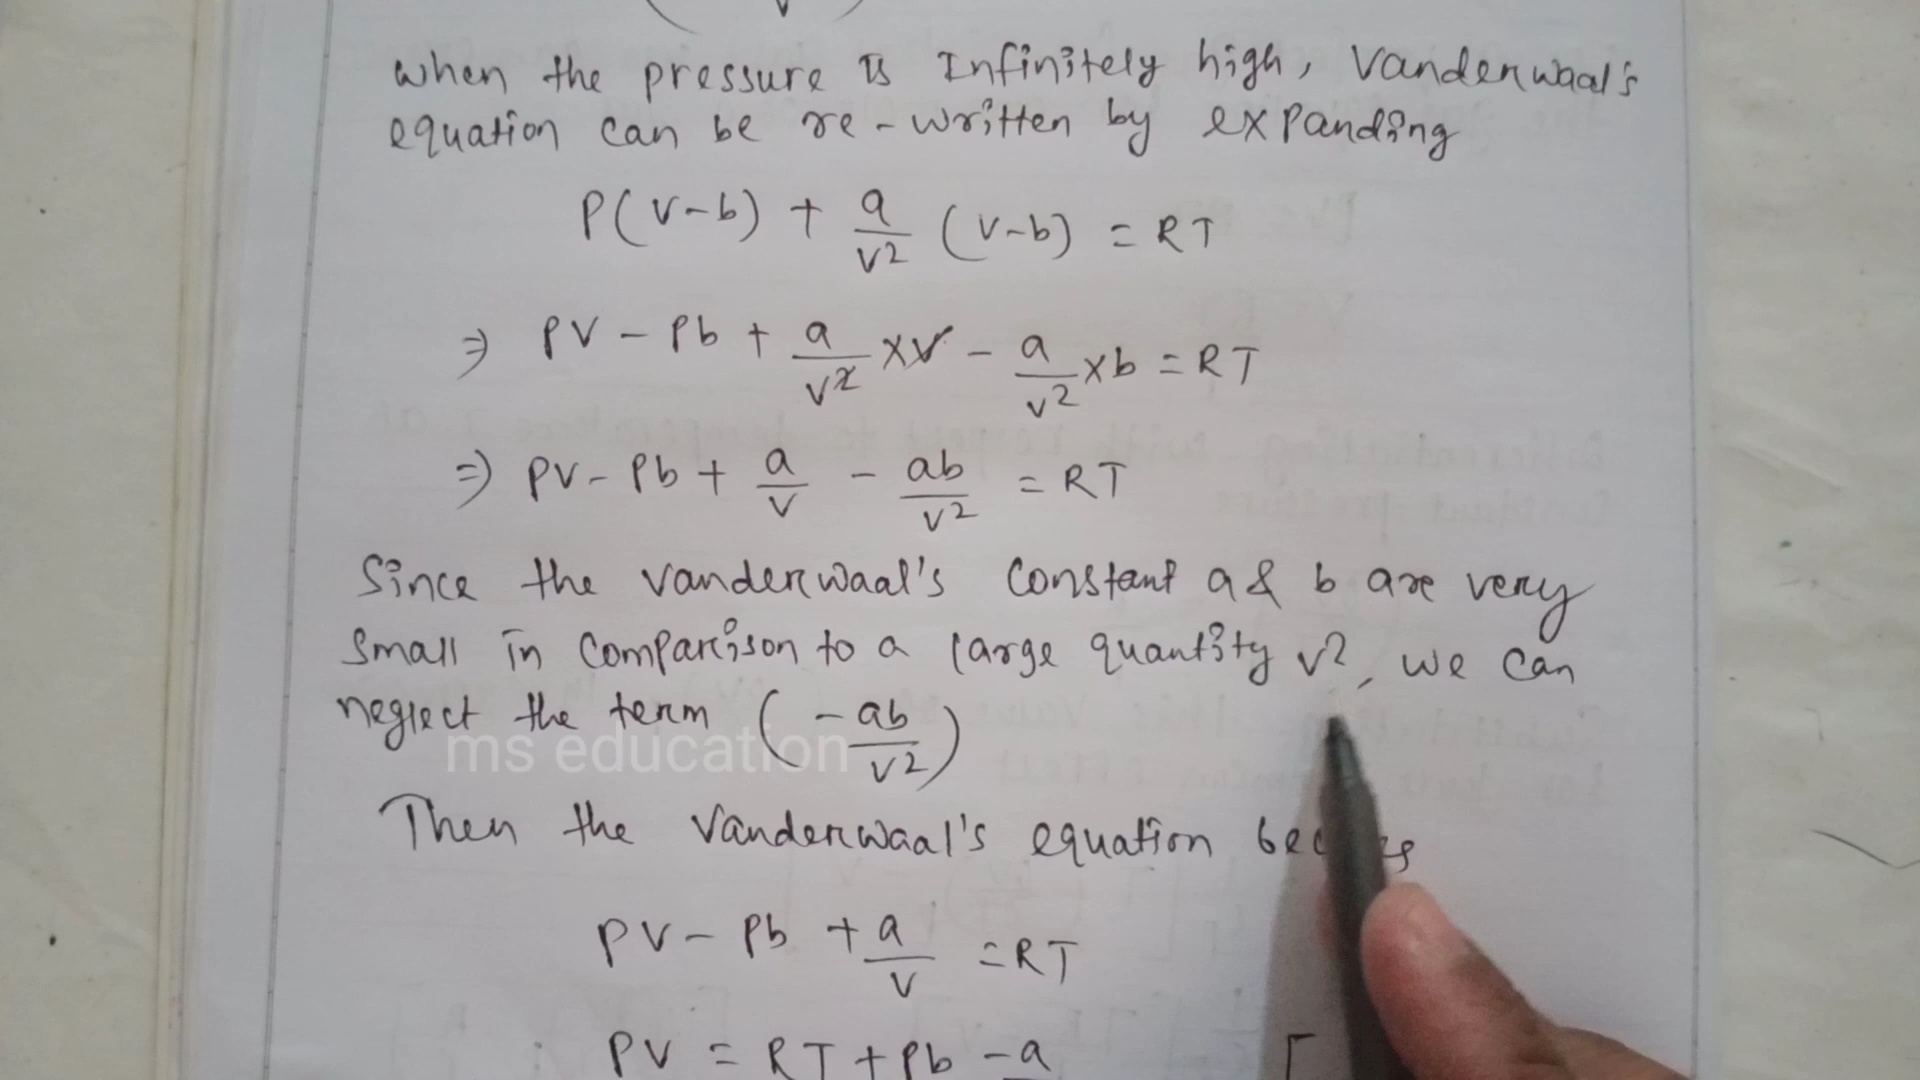 When the pressure is Infinitely high, Vanderwaal's
equation can be re-written by expanding
P(V-b) + a/V² (V-b) = RT
⇒ PV - Pb + a/V² × V - a/V² × b = RT
⇒ PV - Pb + a/V - ab/V² = RT
Since the Vanderwaal's constant a & b are very
small in comparison to a large quantity V², we can
neglect the term (-ab/V²)
ms education
Then the Vanderwaal's equation
PV - Pb + a/V = RT
PV = RT + Pb - a